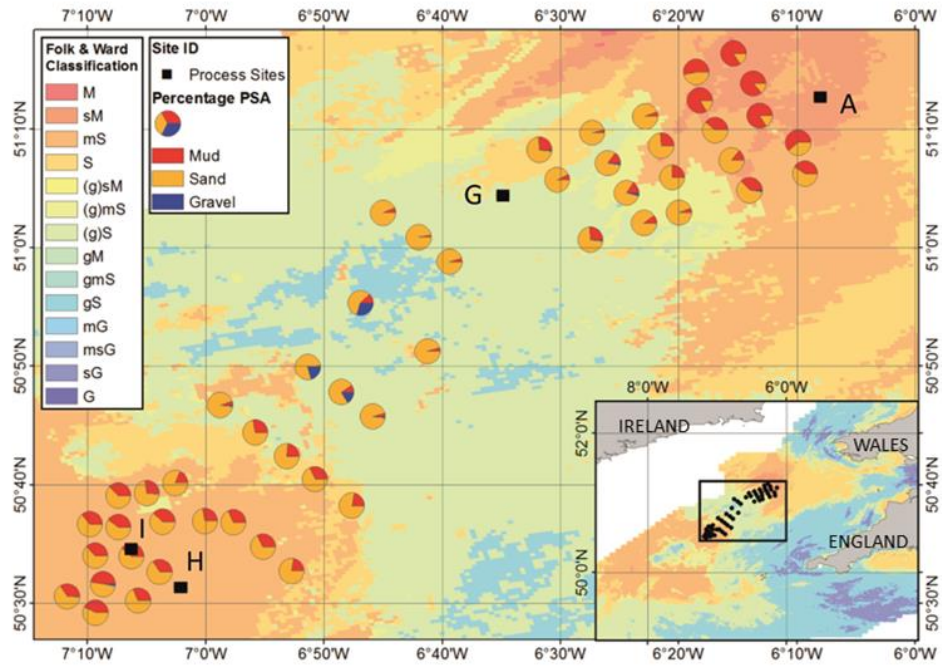 7°10'W 7°0'W 6°50'W 6°40'W 6°30'W 6°20'W 6°10'W 6°0'W
Folk & Ward
Classification
M
sM
mS
S
(g)sM
(g)mS
(g)S
gM
gmS
gS
mG
msG
sG
G
Site ID
Process Sites
Percentage PSA
Mud
Sand
Gravel
A
G
I
H
51°10'N
51°0'N
50°50'N
50°40'N
50°30'N
51°10'N
51°0'N
50°50'N
50°40'N
50°30'N
8°0'W 6°0'W
52°0'N
50°0'N
IRELAND
WALES
ENGLAND
7°10'W 7°0'W 6°50'W 6°40'W 6°30'W 6°20'W 6°10'W 6°0'W